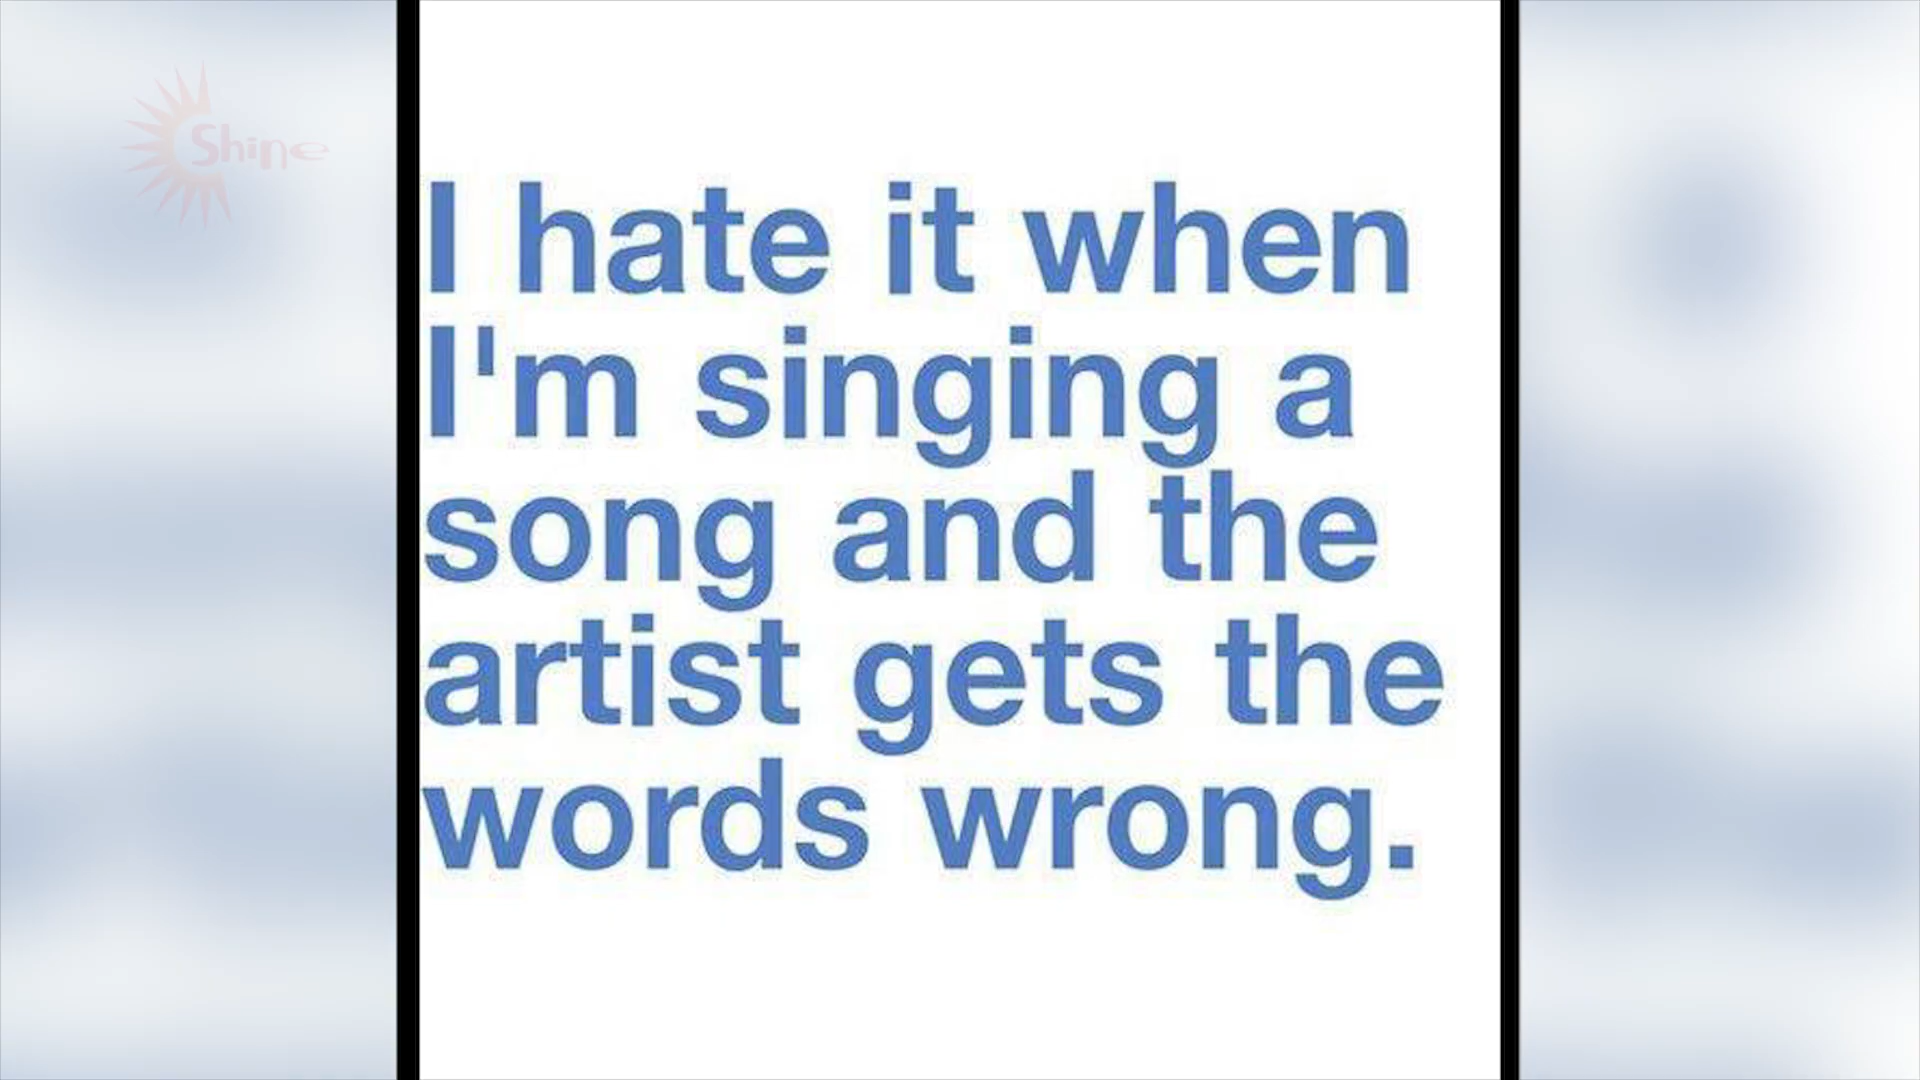 Shine
I hate it when
I'm singing a
song and the
artist gets the
words wrong.